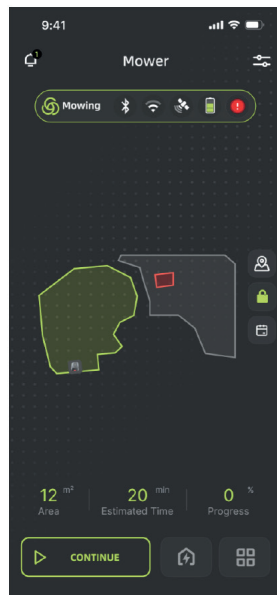 9:41
1
Mower
Mowing
!
12 m²
20 min
0 %
Area
Estimated Time
Progress
CONTINUE